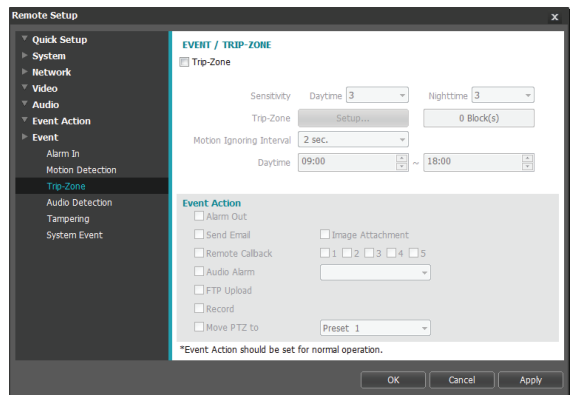 Remote Setup
x
Quick Setup
System
Network
Video
Audio
Event Action
Event
Alarm In
Motion Detection
Trip-Zone
Audio Detection
Tampering
System Event
EVENT / TRIP-ZONE
Trip-Zone
Sensitivity Daytime 3 Nighttime 3
Trip-Zone Setup... 0 Block(s)
Motion Ignoring Interval 2 sec.
Daytime 09:00 ~ 18:00
Event Action
Alarm Out
Send Email Image Attachment
Remote Callback 1 2 3 4 5
Audio Alarm
FTP Upload
Record
Move PTZ to Preset 1
*Event Action should be set for normal operation.
OK Cancel Apply